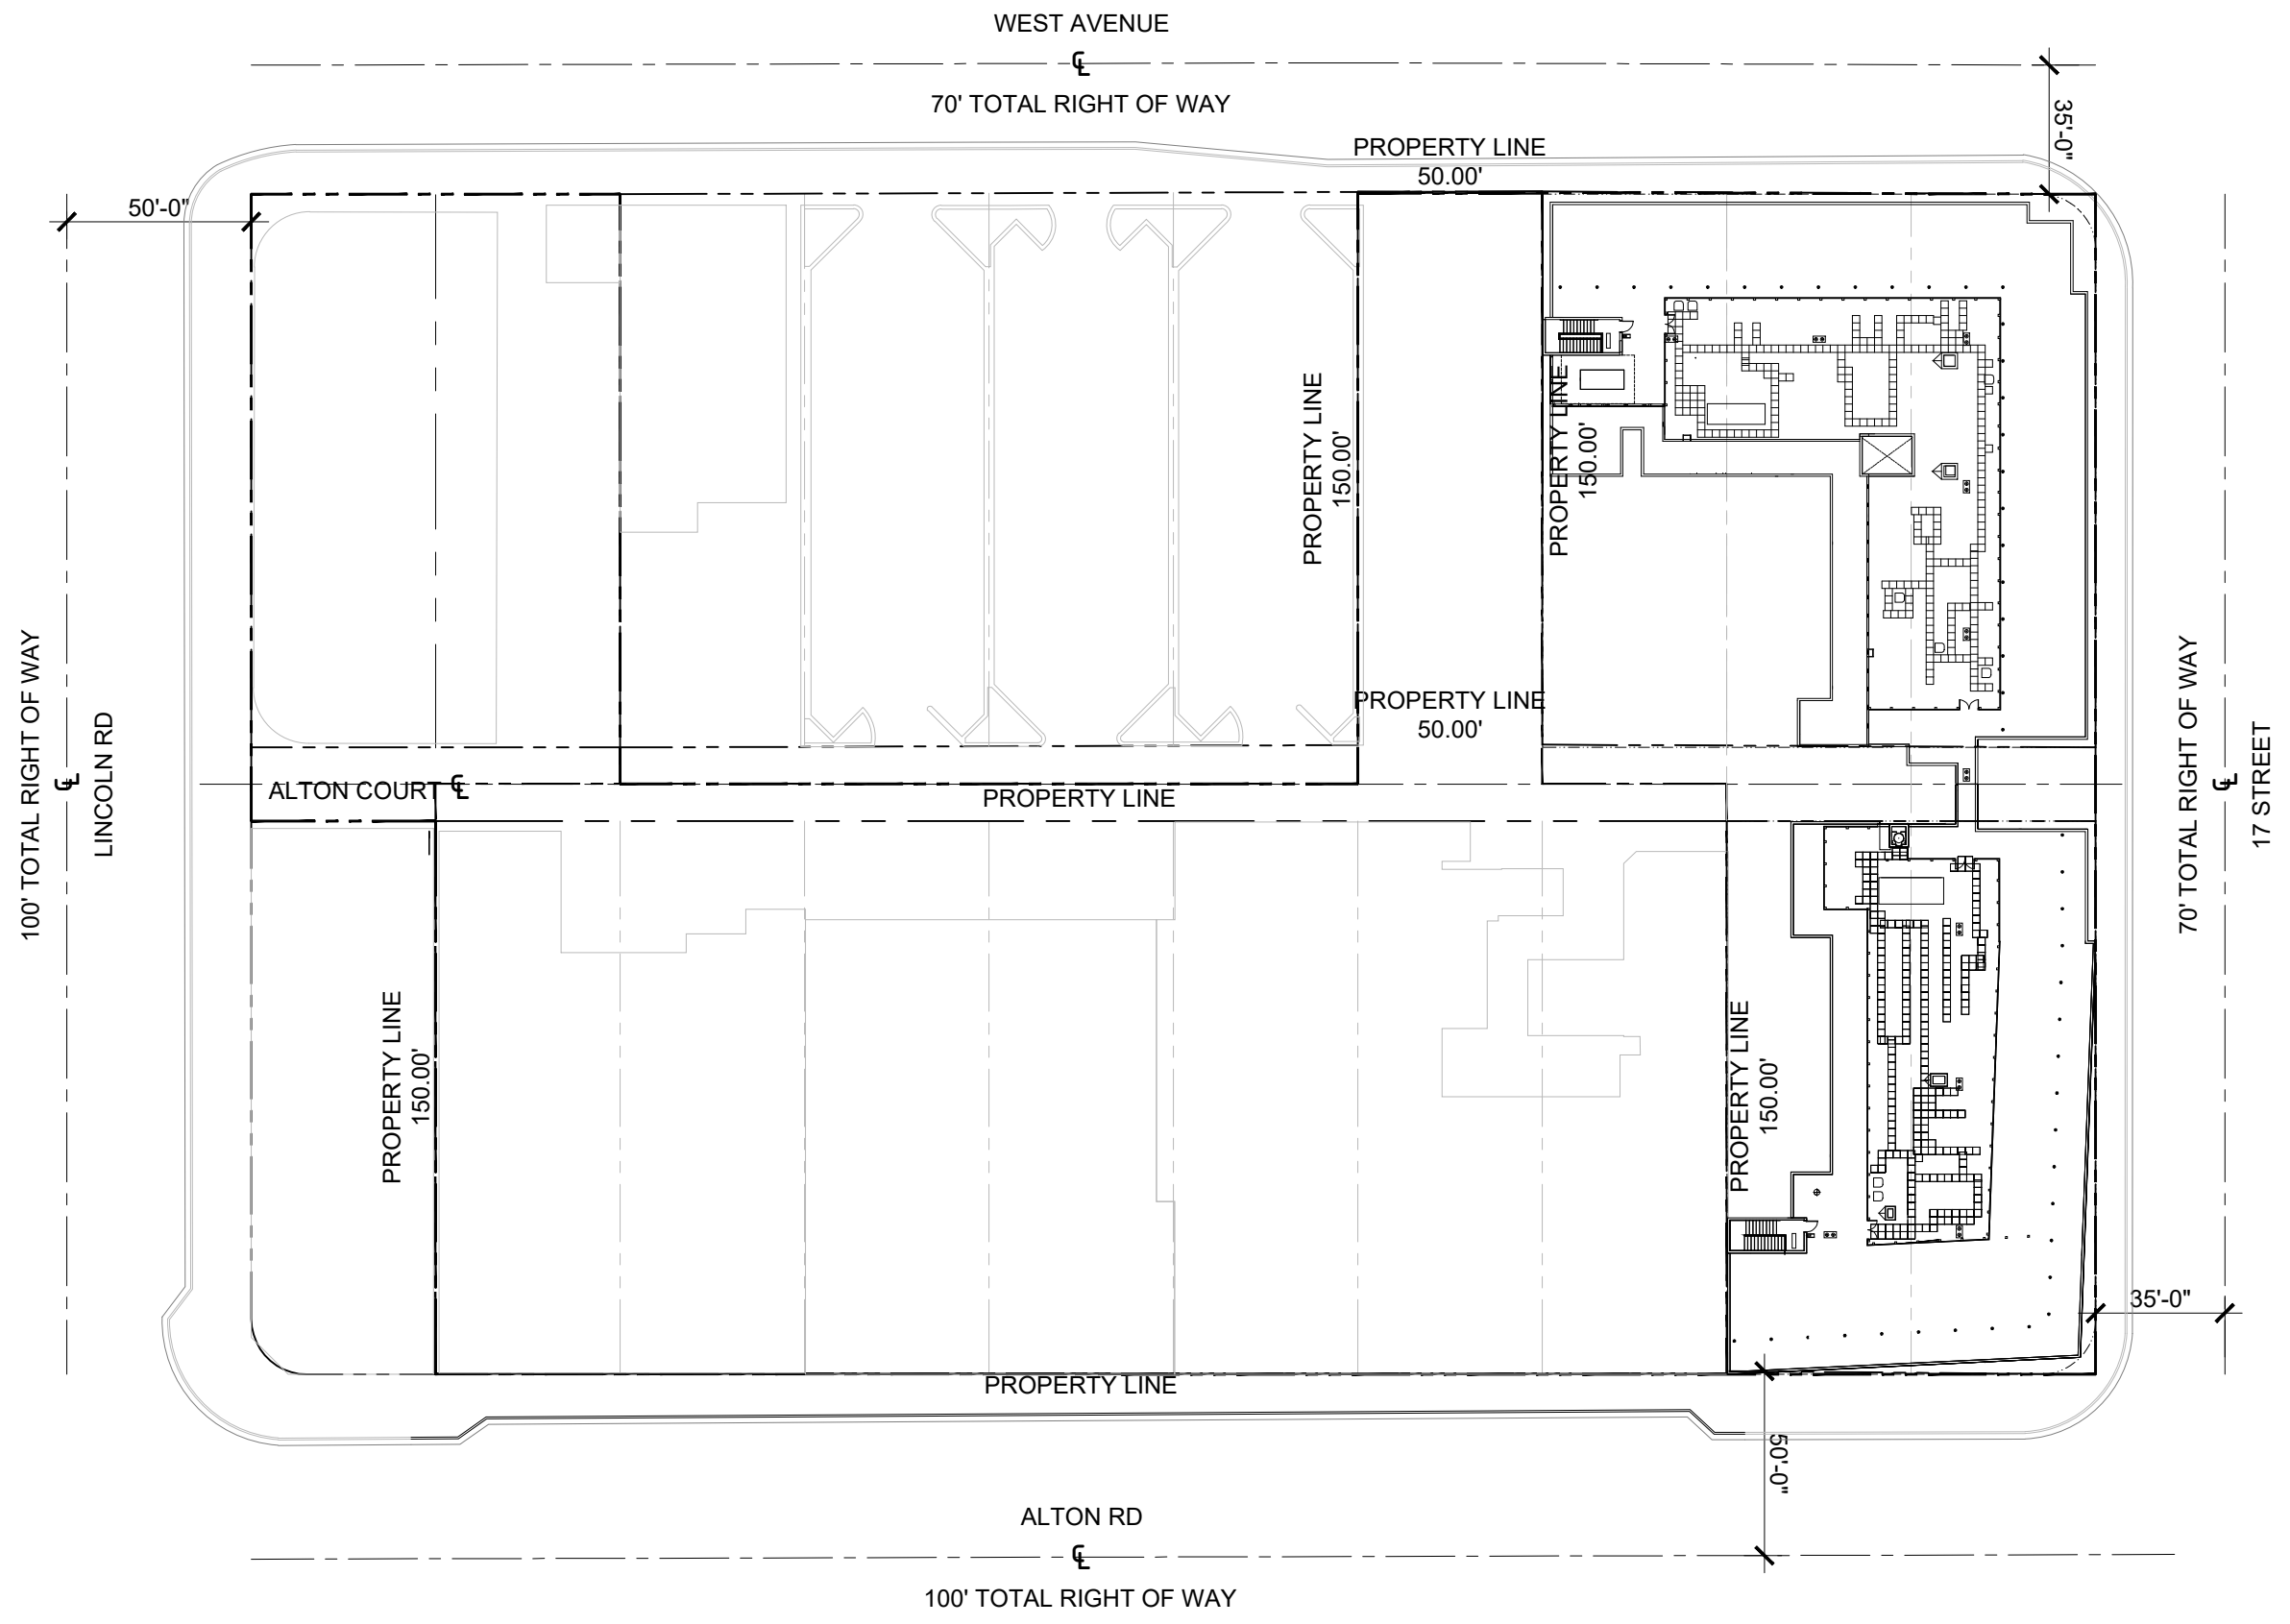 WEST AVENUE
℄
70' TOTAL RIGHT OF WAY
35'-0"
PROPERTY LINE
50.00'
50'-0"
PROPERTY LINE
150.00'
PROPERTY LINE
150.00'
100' TOTAL RIGHT OF WAY
℄
LINCOLN RD
PROPERTY LINE
50.00'
ALTON COURT ℄
PROPERTY LINE
70' TOTAL RIGHT OF WAY
℄
17 STREET
PROPERTY LINE
150.00'
PROPERTY LINE
150.00'
35'-0"
PROPERTY LINE
50'-0"
ALTON RD
℄
100' TOTAL RIGHT OF WAY